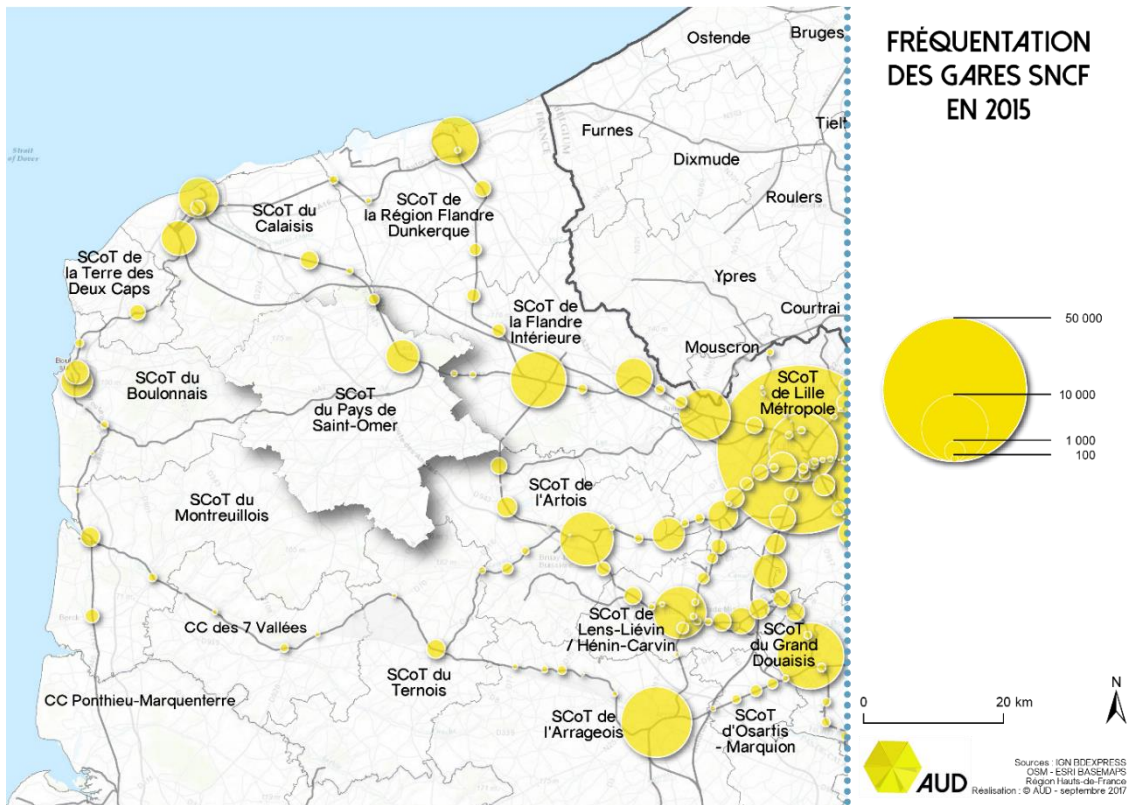 FRÉQUENTATION
DES GARES SNCF
EN 2015
Strait
of Dover
Ostende
Bruges
Furnes
BELGIUM
FRANCE
Tielt
Dixmude
Roulers
SCoT du
Calaisis
SCoT de
la Région Flandre
Dunkerque
SCoT de
la Terre des
Deux Caps
Ypres
Courtrai
SCoT de
la Flandre
Intérieure
Mouscron
SCoT du
Boulonnais
SCoT
du Pays de
Saint-Omer
SCoT
de Lille
Métropole
SCoT du
Montreuillois
SCoT de
l'Artois
CC des 7 Vallées
SCoT de
Lens-Liévin
/ Hénin-Carvin
SCoT
du Grand
Douaisis
SCoT du
Ternois
CC Ponthieu-Marquenterre
SCoT de
l'Arrageois
SCoT
d'Osartis
- Marquion
50 000
10 000
1 000
100
0
20 km
N
AUD
Sources : IGN BDEXPRESS
OSM - ESRI BASEMAPS
Région Hauts-de-France
Réalisation : © AUD - septembre 2017